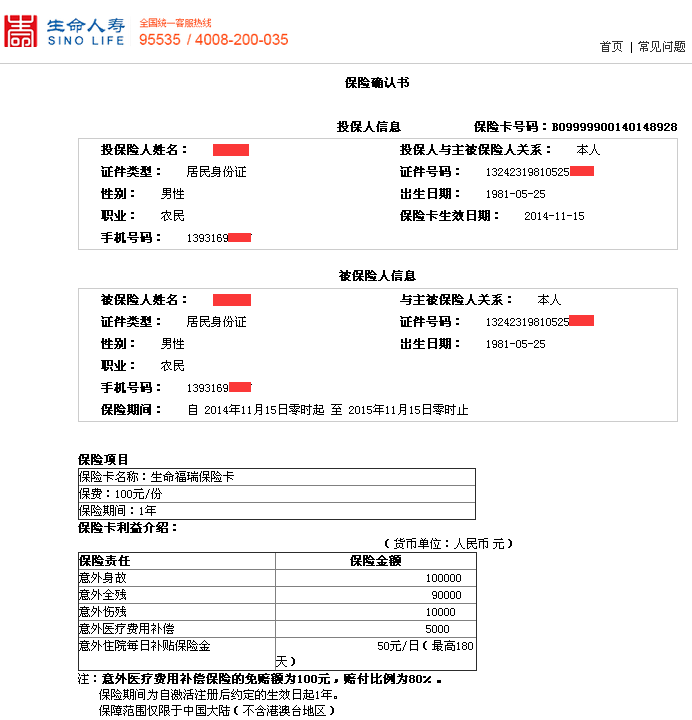 生命人寿 全国统一客服热线
SINO LIFE 95535 / 4008-200-035
首页 | 常见问题
保险确认书
投保人信息 保险卡号码：B09999900140148928
投保人姓名： 投保人与主被保险人关系： 本人
证件类型： 居民身份证 证件号码： 13242319810525
性别： 男性 出生日期： 1981-05-25
职业： 农民 保险卡生效日期： 2014-11-15
手机号码： 1393169
被保险人信息
被保险人姓名： 与主被保险人关系： 本人
证件类型： 居民身份证 证件号码： 13242319810525
性别： 男性 出生日期： 1981-05-25
职业： 农民
手机号码： 1393169
保险期间： 自 2014年11月15日零时起 至 2015年11月15日零时止
保险项目
保险卡名称：生命福瑞保险卡
保费：100元/份
保险期间：1年
保险卡利益介绍：
（ 货币单位：人民币 元 ）
保险责任 保险金额
意外身故 100000
意外全残 90000
意外伤残 10000
意外医疗费用补偿 5000
意外住院每日补贴保险金 50元/日（ 最高180
天 ）
注：意外医疗费用补偿保险的免赔额为100元，赔付比例为80% 。
保险期间为自激活注册后约定的生效日起1年。
保障范围仅限于中国大陆（ 不含港澳台地区 ）